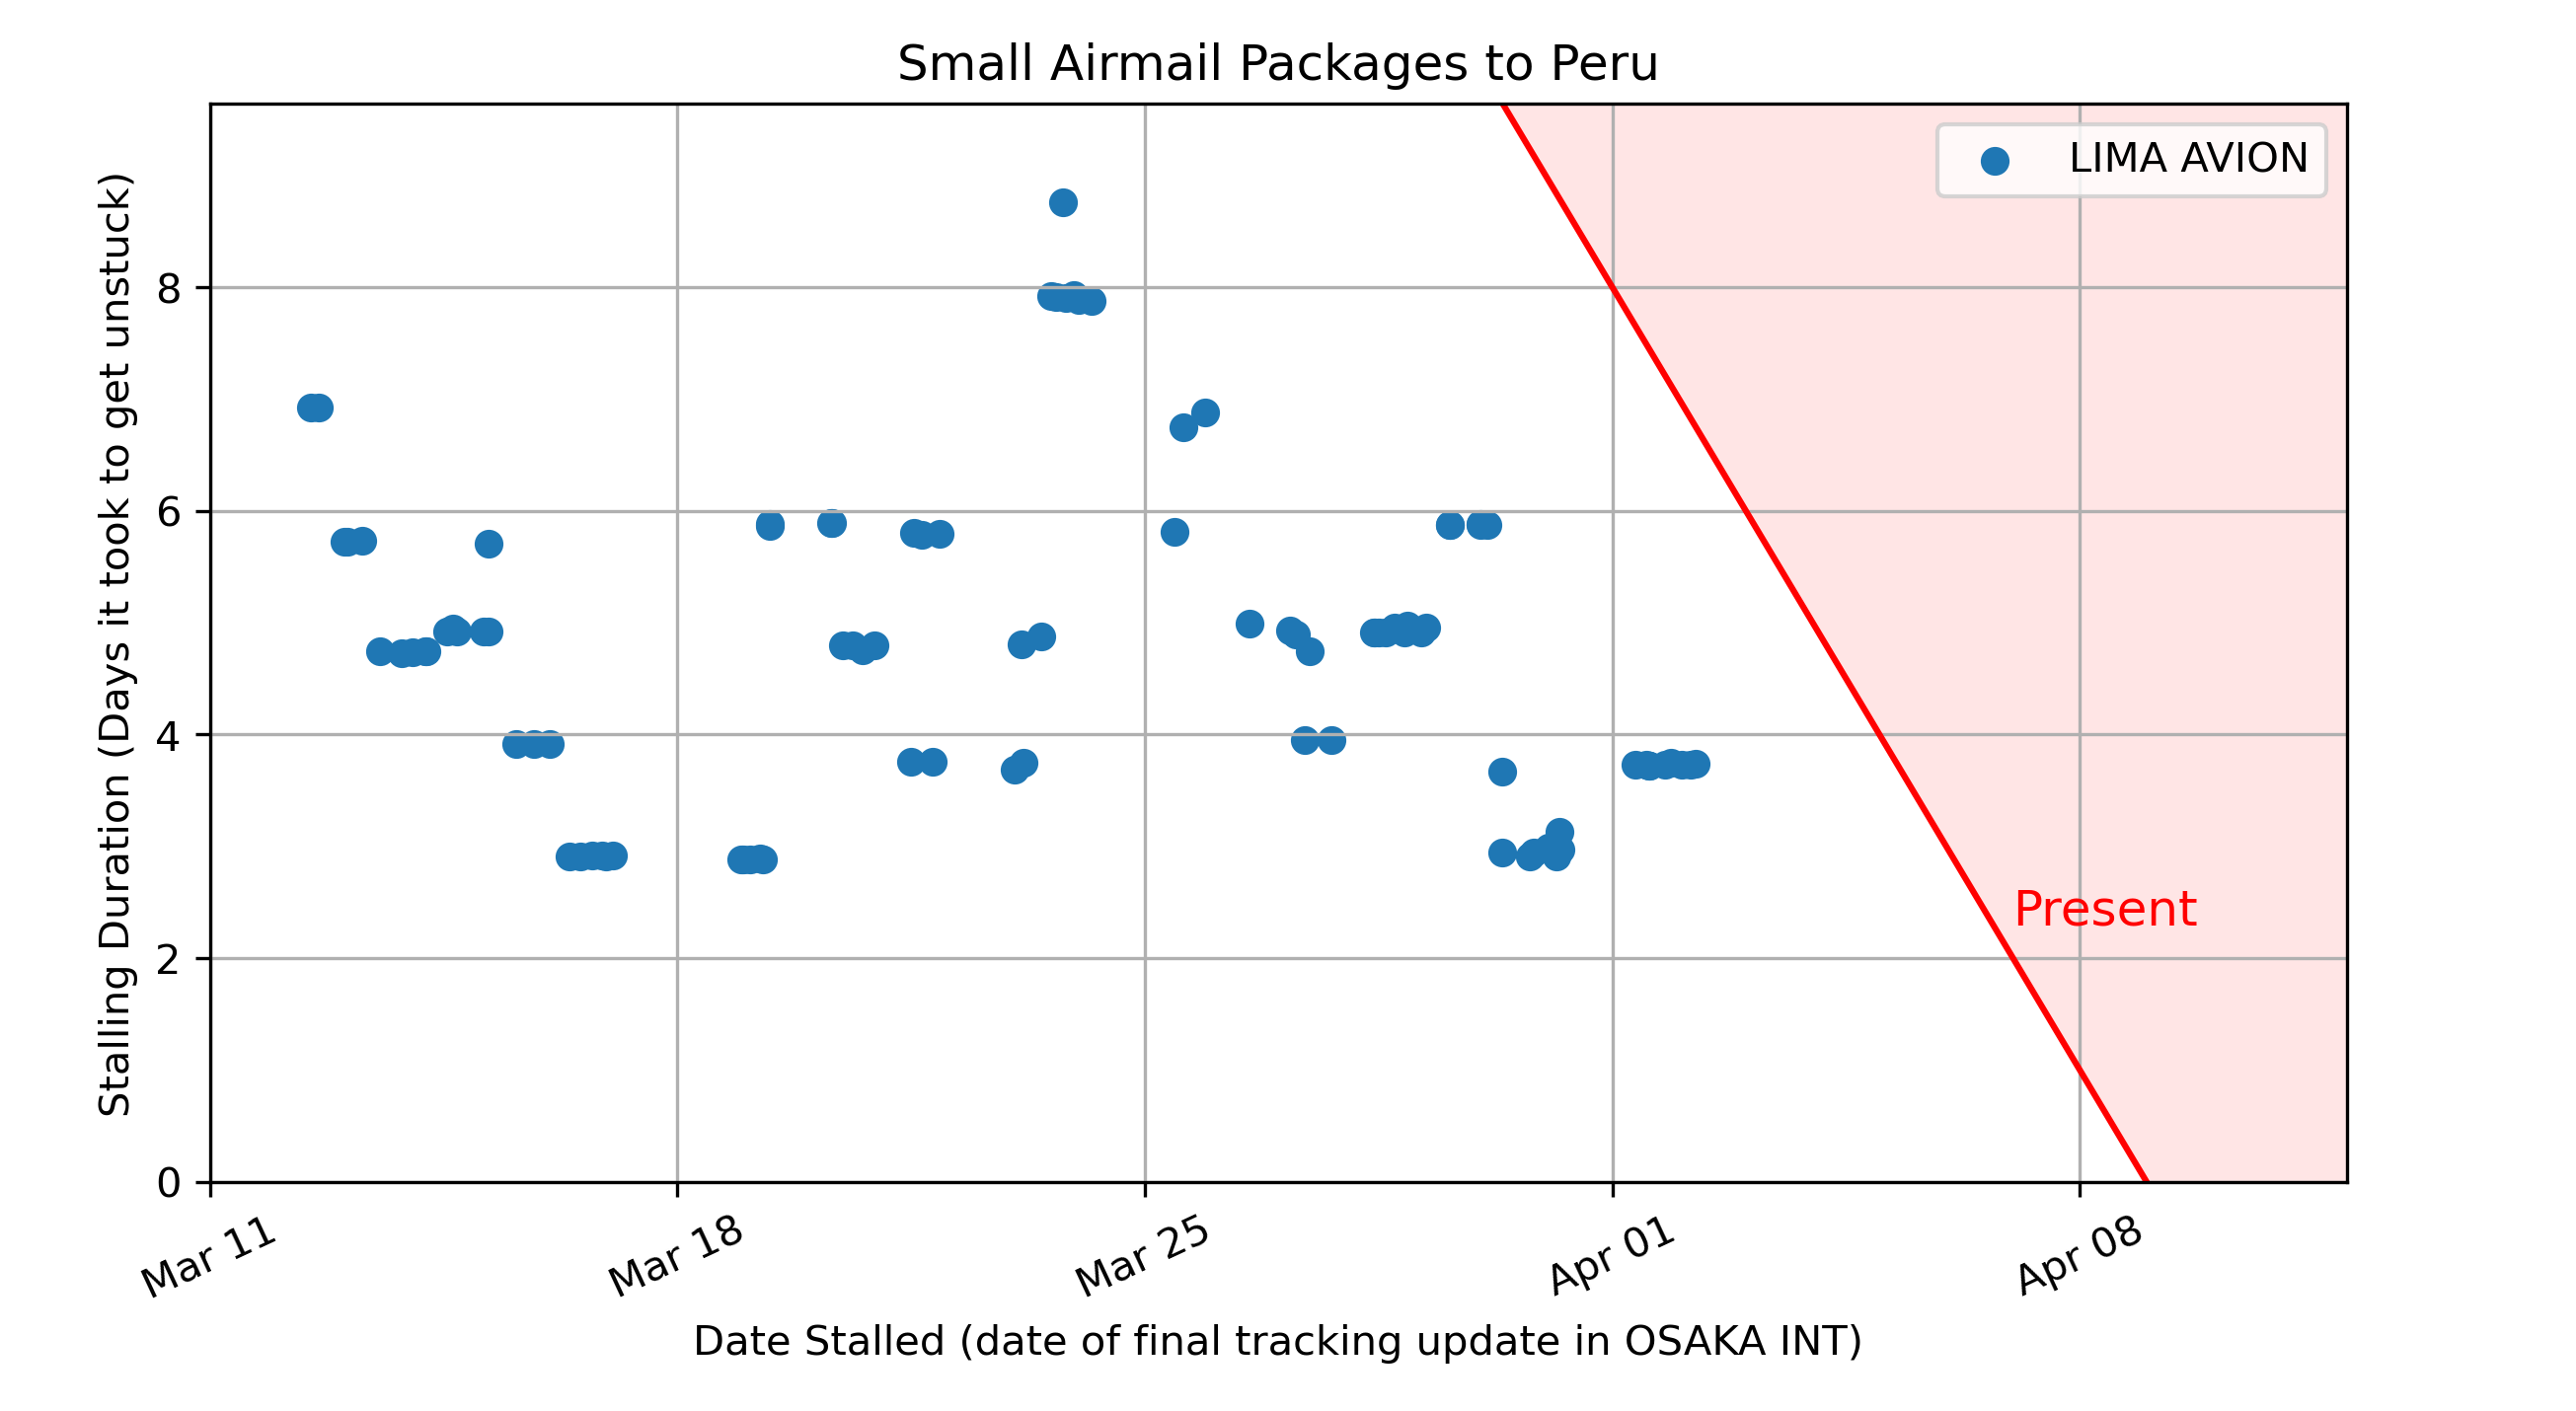 Small Airmail Packages to Peru
LIMA AVION
Stalling Duration (Days it took to get unstuck)
8
6
4
2
0
Present
Mar 11
Mar 18
Mar 25
Apr 01
Apr 08
Date Stalled (date of final tracking update in OSAKA INT)